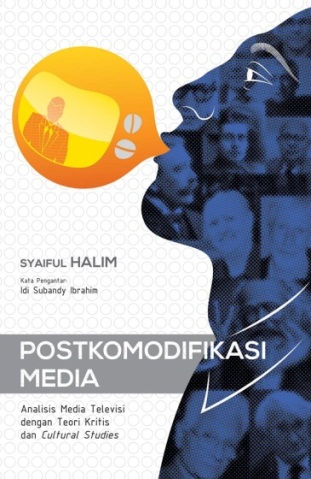 SYAIFUL HALIM
Kata Pengantar:
Idi Subandy Ibrahim
POSTKOMODIFIKASI
MEDIA
Analisis Media Televisi
dengan Teori Kritis
dan Cultural Studies